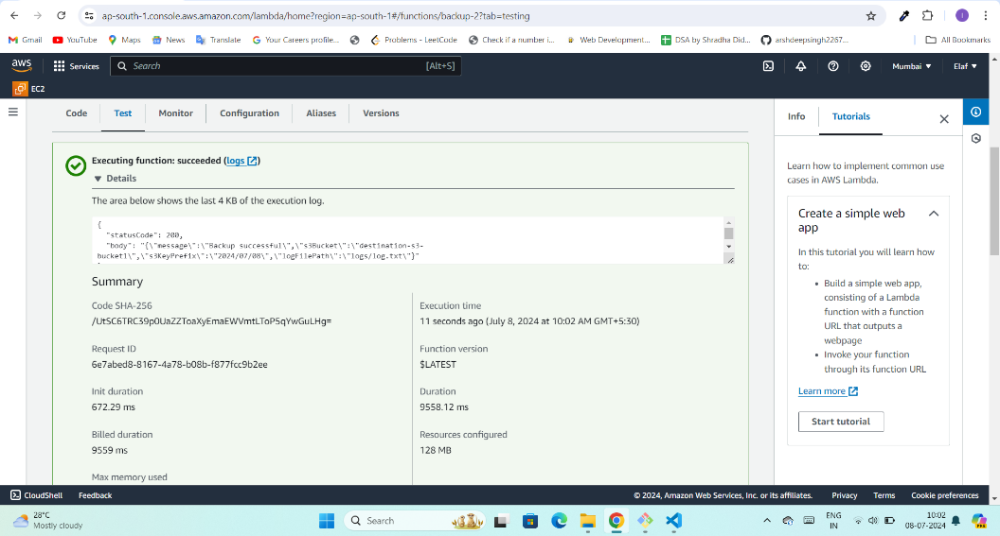 ap-south-1.console.aws.amazon.com/lambda/home?region=ap-south-1#/functions/backup-2?tab=testing
Gmail YouTube Maps News Translate Your Careers profile... Problems - LeetCode Check if a number i... Web Development... DSA by Shradha Did... arshdeepsingh2267... All Bookmarks
aws Services Search [Alt+S] Mumbai Elaf
EC2
Code Test Monitor Configuration Aliases Versions
Info Tutorials
Executing function: succeeded (logs)
Details
The area below shows the last 4 KB of the execution log.
{
"statusCode": 200,
"body": "{\"message\":\"Backup successful\",\"s3Bucket\":\"destination-s3-
bucket1\",\"s3KeyPrefix\":\"2024/07/08\",\"logFilePath\":\"logs/log.txt\"}"
Summary
Code SHA-256
/UtSC6TRC39p0UaZZToaXyEmaEWVmtLToP5qYwGuLHg=
Execution time
11 seconds ago (July 8, 2024 at 10:02 AM GMT+5:30)
Request ID
6e7abed8-8167-4a78-b08b-f877fcc9b2ee
Function version
$LATEST
Init duration
672.29 ms
Duration
9558.12 ms
Billed duration
9559 ms
Resources configured
128 MB
Max memory used
Learn how to implement common use
cases in AWS Lambda.
Create a simple web
app
In this tutorial you will learn how
to:
• Build a simple web app,
consisting of a Lambda
function with a function
URL that outputs a
webpage
• Invoke your function
through its function URL
Learn more
Start tutorial
CloudShell Feedback © 2024, Amazon Web Services, Inc. or its affiliates. Privacy Terms Cookie preferences
28°C
Mostly cloudy
Search
ENG
IN
10:02
08-07-2024